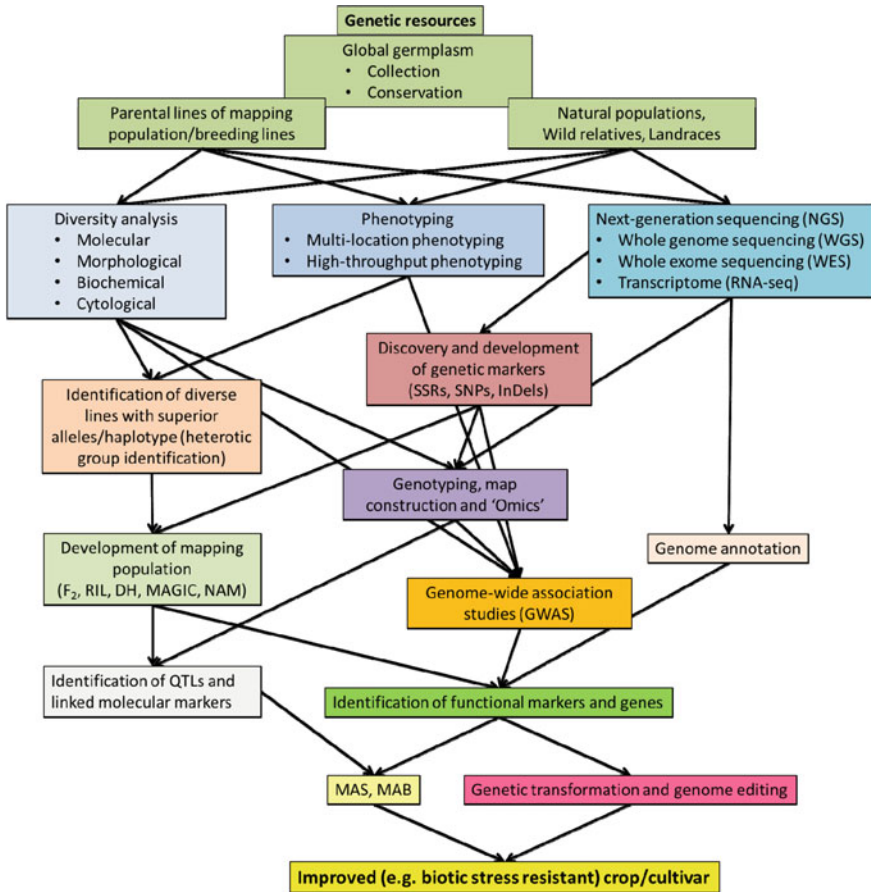 Genetic resources
Global germplasm
• Collection
• Conservation
Parental lines of mapping
population/breeding lines
Natural populations,
Wild relatives, Landraces
Diversity analysis
• Molecular
• Morphological
• Biochemical
• Cytological
Phenotyping
• Multi-location phenotyping
• High-throughput phenotyping
Next-generation sequencing (NGS)
• Whole genome sequencing (WGS)
• Whole exome sequencing (WES)
• Transcriptome (RNA-seq)
Discovery and development
of genetic markers
(SSRs, SNPs, InDels)
Identification of diverse
lines with superior
alleles/haplotype (heterotic
group identification)
Genotyping, map
construction and 'Omics'
Development of mapping
population
(F₂, RIL, DH, MAGIC, NAM)
Genome annotation
Genome-wide association
studies (GWAS)
Identification of QTLs and
linked molecular markers
Identification of functional markers and genes
MAS, MAB
Genetic transformation and genome editing
Improved (e.g. biotic stress resistant) crop/cultivar